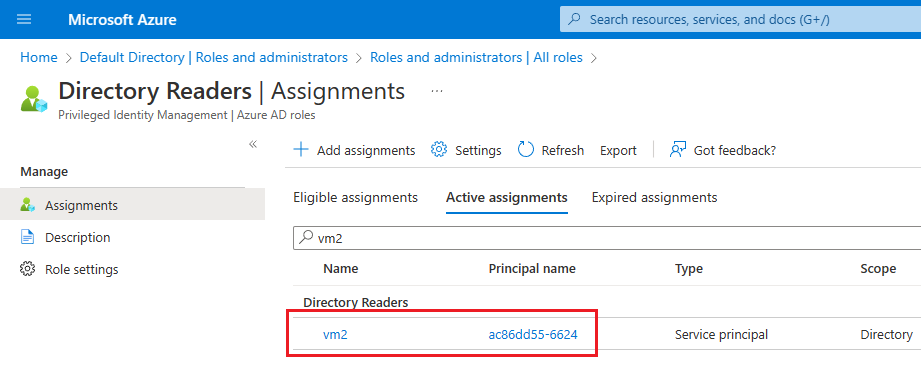 Microsoft Azure
Search resources, services, and docs (G+/)
Home > Default Directory | Roles and administrators > Roles and administrators | All roles >
Directory Readers | Assignments ...
Privileged Identity Management | Azure AD roles
«
Manage
Assignments
Description
Role settings
+ Add assignments Settings Refresh Export Got feedback?
Eligible assignments Active assignments Expired assignments
vm2
Name Principal name Type Scope
Directory Readers
vm2 ac86dd55-6624 Service principal Directory